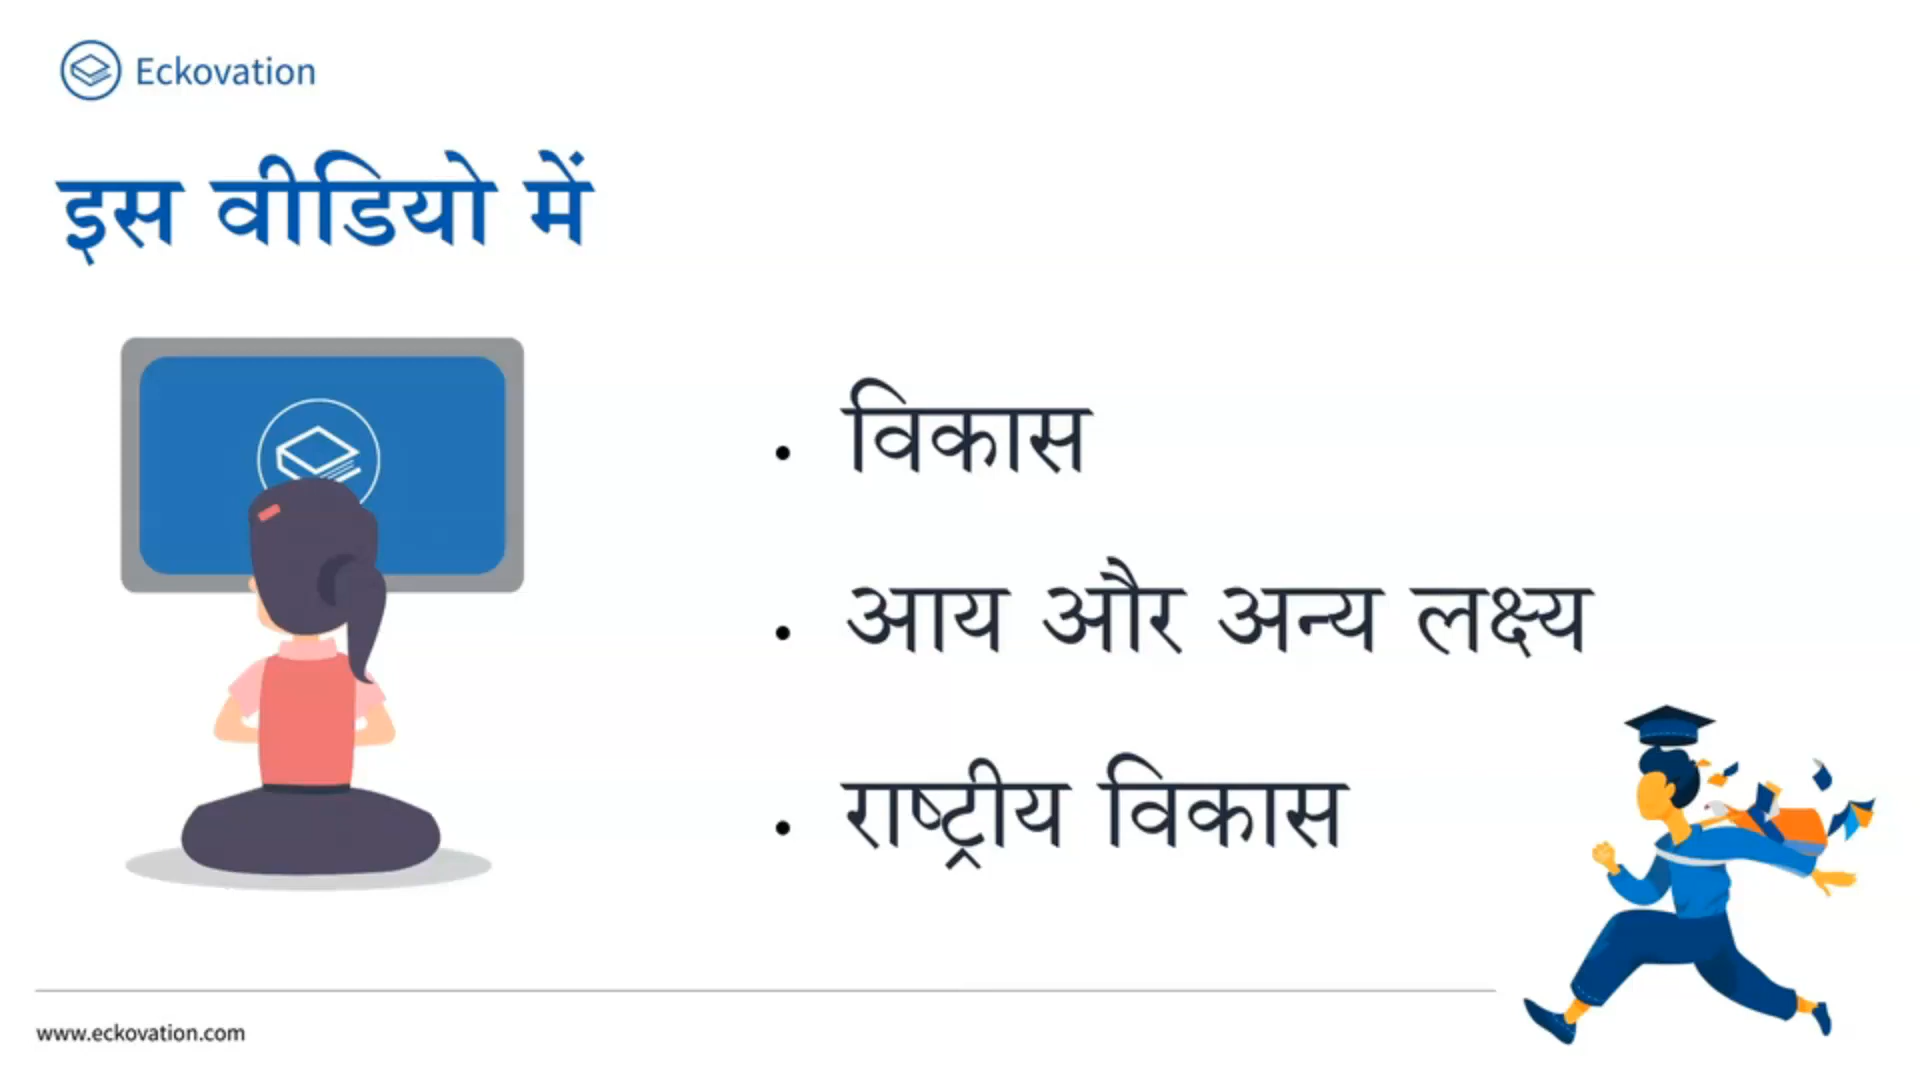 Eckovation
इस वीडियो में
• विकास
• आय और अन्य लक्ष्य
• राष्ट्रीय विकास
www.eckovation.com